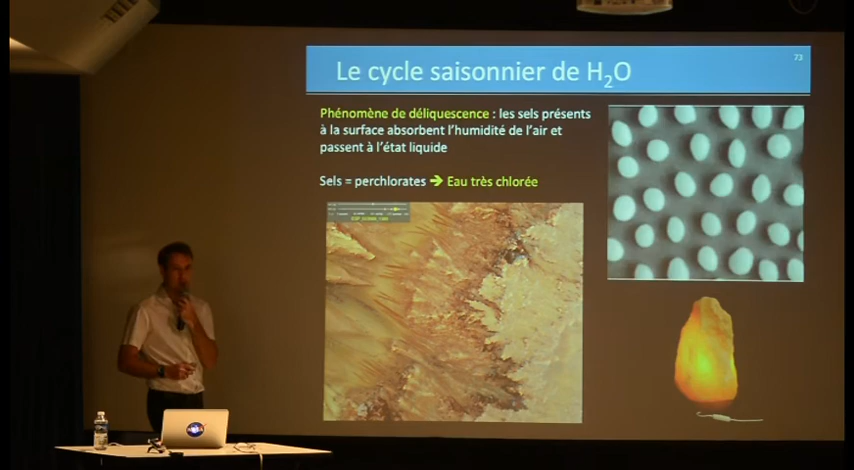 73
Le cycle saisonnier de H₂O
Phénomène de déliquescence : les sels présents
à la surface absorbent l'humidité de l'air et
passent à l'état liquide
Sels = perchlorates ➔ Eau très chlorée